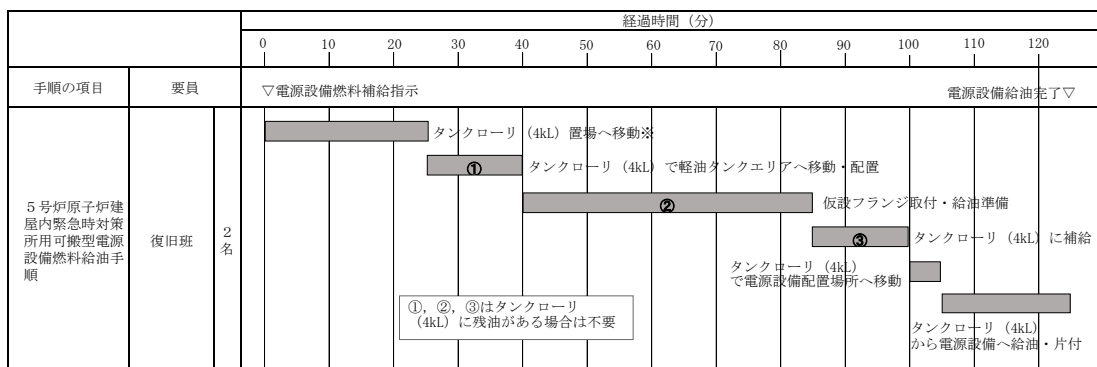 経過時間（分）
0 10 20 30 40 50 60 70 80 90 100 110 120
手順の項目 要員 ▽電源設備燃料補給指示 電源設備給油完了▽
５号炉原子炉建
屋内緊急時対策
所用可搬型電源
設備燃料給油手
順
復旧班
２
名
タンクローリ（4kL）置場へ移動※
① タンクローリ（4kL）で軽油タンクエリアへ移動・配置
② 仮設フランジ取付・給油準備
③ タンクローリ（4kL）に補給
タンクローリ（4kL）
で電源設備配置場所へ移動
①，②，③はタンクローリ
（4kL）に残油がある場合は不要
タンクローリ（4kL）
から電源設備へ給油・片付